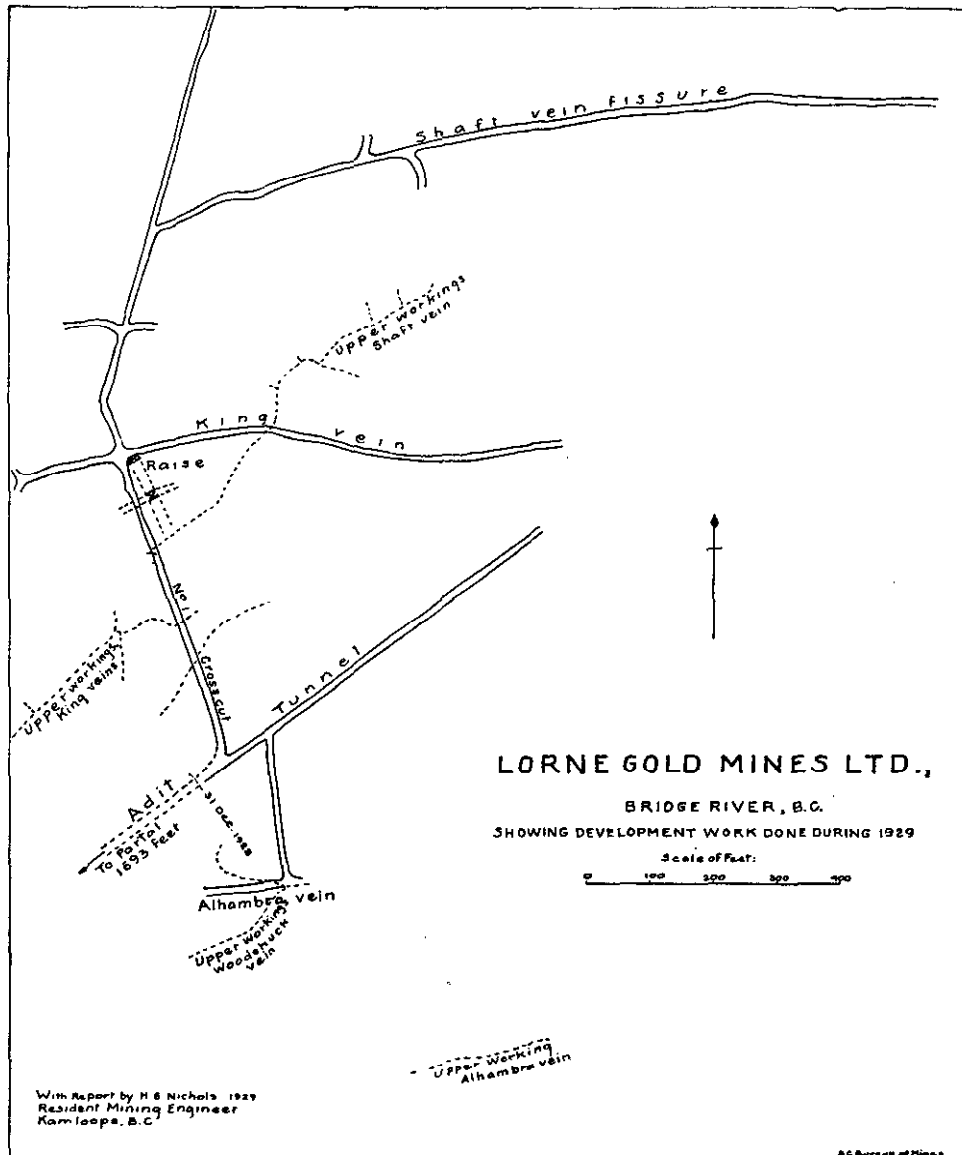 Shaft vein Fissure
Upper workings
Shaft vein
King vein
Raise
No 1 Crosscut
Upper workings
King veins
Tunnel
Adit
To Portal
1693 Feet
31 Dec. 1928
Alhambra vein
Upper workings
Woodchuck
vein
LORNE GOLD MINES LTD.,
BRIDGE RIVER, B.C.
SHOWING DEVELOPMENT WORK DONE DURING 1929
Scale of Feet:
0 100 200 300 400
Upper Working
Alhambra vein
With Report by H G Nichols 1929
Resident Mining Engineer
Kamloops, B.C
B.C. Bureau of Mines